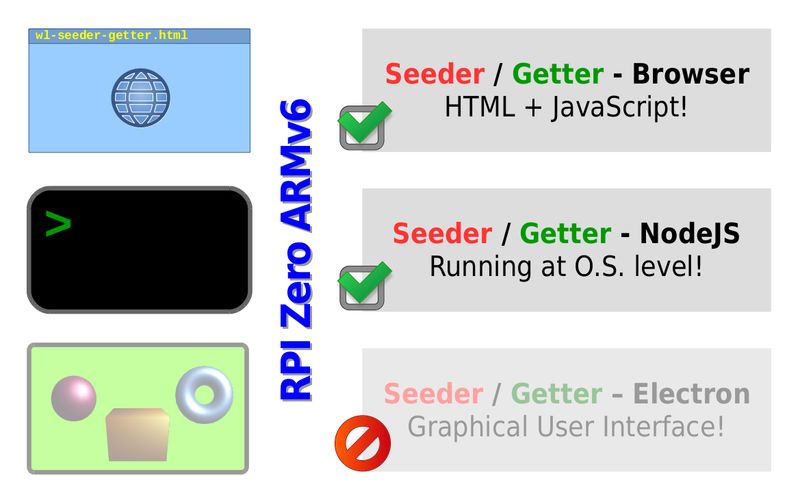 wl-seeder-getter.html
>
RPI Zero ARMv6
Seeder / Getter - Browser
HTML + JavaScript!
Seeder / Getter - NodeJS
Running at O.S. level!
Seeder / Getter – Electron
Graphical User Interface!